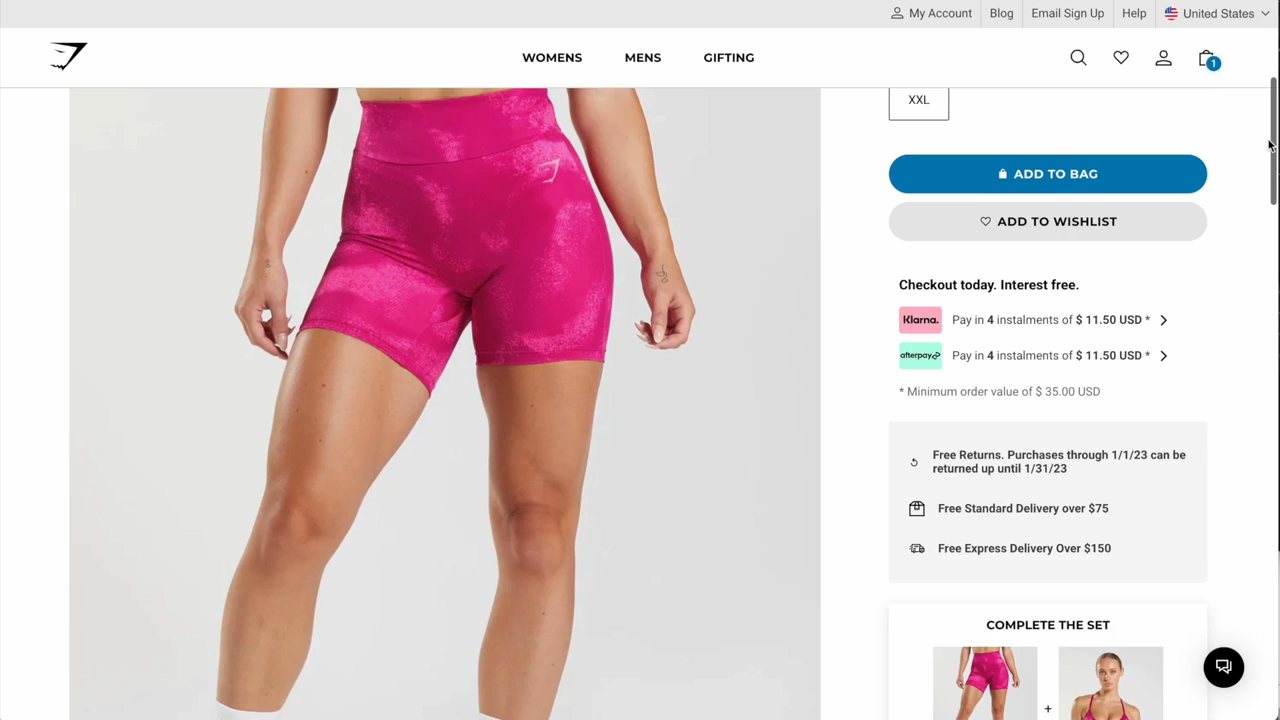 My Account
Blog
Email Sign Up
Help
United States
WOMENS
MENS
GIFTING
1
XXL
ADD TO BAG
ADD TO WISHLIST
Checkout today. Interest free.
Klarna. Pay in 4 instalments of $ 11.50 USD *
afterpay Pay in 4 instalments of $ 11.50 USD *
* Minimum order value of $ 35.00 USD
Free Returns. Purchases through 1/1/23 can be
returned up until 1/31/23
Free Standard Delivery over $75
Free Express Delivery Over $150
COMPLETE THE SET
+